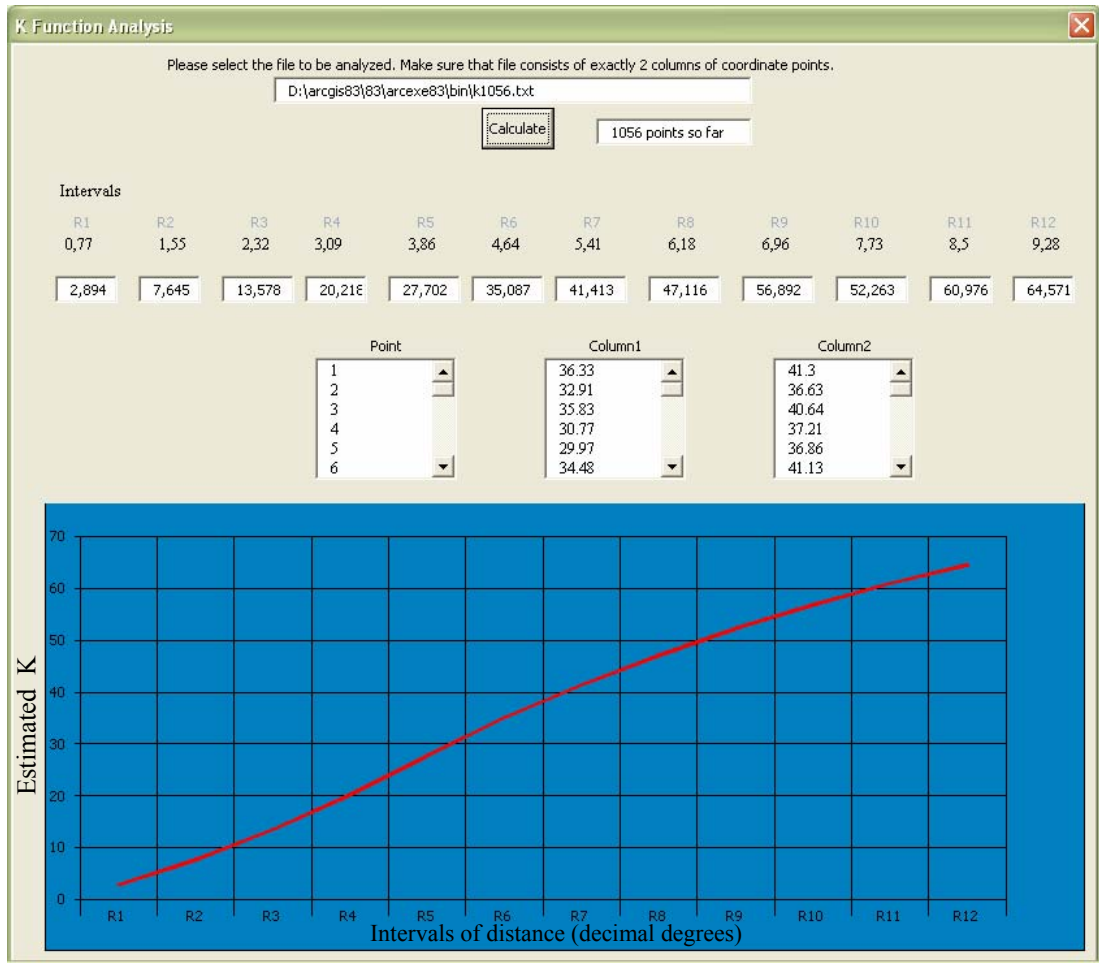 K Function Analysis
Please select the file to be analyzed. Make sure that file consists of exactly 2 columns of coordinate points.
D:\arcgis83\83\arcexe83\bin\k1056.txt
Calculate
1056 points so far
Intervals
R1 R2 R3 R4 R5 R6 R7 R8 R9 R10 R11 R12
0,77 1,55 2,32 3,09 3,86 4,64 5,41 6,18 6,96 7,73 8,5 9,28
2,894 7,645 13,578 20,218 27,702 35,087 41,413 47,116 56,892 52,263 60,976 64,571
Point Column1 Column2
1 36.33 41.3
2 32.91 36.63
3 35.83 40.64
4 30.77 37.21
5 29.97 36.86
6 34.48 41.13
Estimated K
70
60
50
40
30
20
10
0
R1 R2 R3 R4 R5 R6 R7 R8 R9 R10 R11 R12
Intervals of distance (decimal degrees)